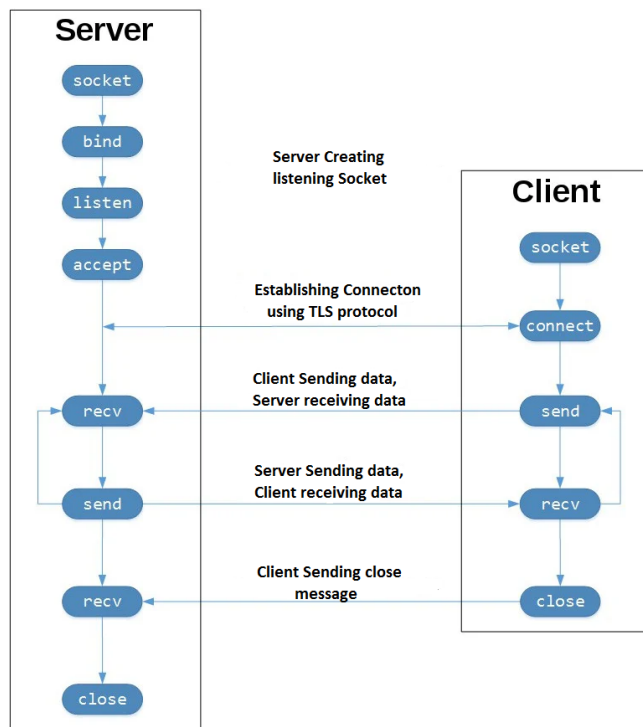 Server
socket
bind
listen
accept
Server Creating
listening Socket
Client
socket
connect
Establishing Connecton
using TLS protocol
Client Sending data,
Server receiving data
recv
send
Server Sending data,
Client receiving data
send
recv
Client Sending close
message
recv
close
close